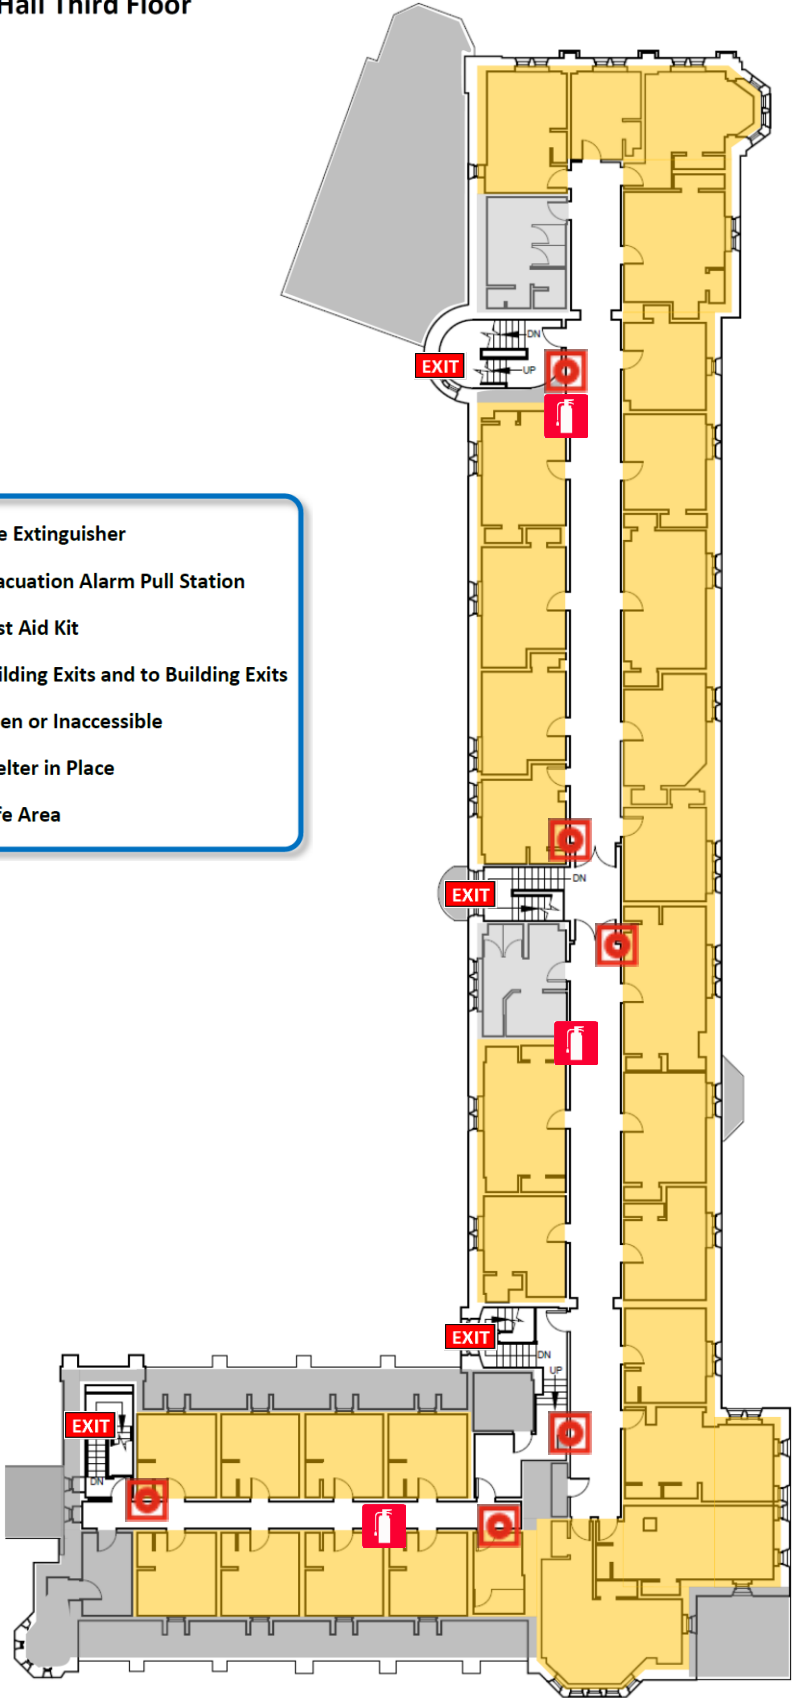 Hall Third Floor
DN
EXIT
UP
e Extinguisher
acuation Alarm Pull Station
st Aid Kit
ilding Exits and to Building Exits
en or Inaccessible
elter in Place
fe Area
DN
EXIT
EXIT
DN
UP
EXIT
DN